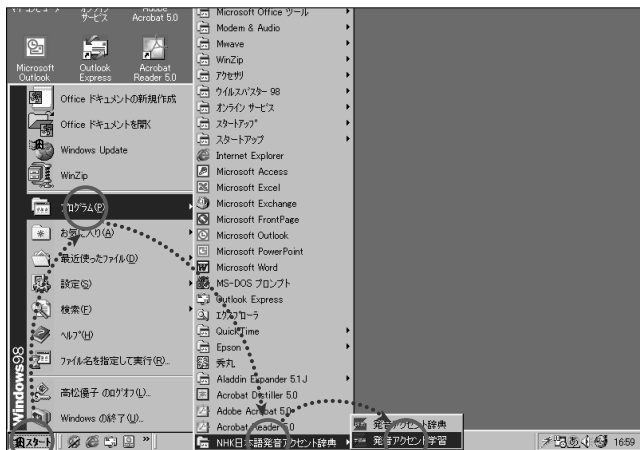 サービス
Acrobat 5.0
Microsoft Outlook
Outlook Express
Acrobat Reader 5.0
Windows98
Office ドキュメントの新規作成
Office ドキュメントを開く
Windows Update
WinZip
プログラム(P)
お気に入り(A)
最近使ったファイル(D)
設定(S)
検索(F)
ヘルプ(H)
ファイル名を指定して実行(R)...
高松優子 のログオフ(L)...
Windows の終了(U)...
Microsoft Office ツール
Modem & Audio
Mwave
WinZip
アクセサリ
ウイルスバスター 98
オンライン サービス
スタートアップ
スタートアップ
Internet Explorer
Microsoft Access
Microsoft Excel
Microsoft Exchange
Microsoft FrontPage
Microsoft Outlook
Microsoft PowerPoint
Microsoft Word
MS-DOS プロンプト
Outlook Express
エクスプローラ
QuickTime
Epson
秀丸
Aladdin Expander 5.1J
Acrobat Distiller 5.0
Adobe Acrobat 5.0
Acrobat Reader 5.0
NHK日本語発音アクセント辞典
発音アクセント辞典
発音アクセント学習
スタート
16:59